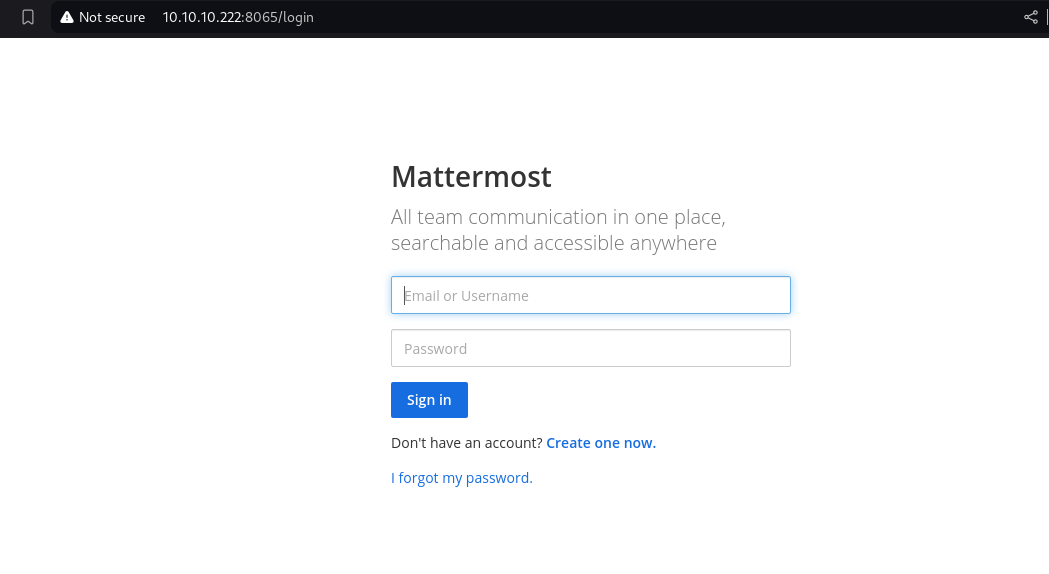 Not secure 10.10.10.222:8065/login
Mattermost
All team communication in one place,
searchable and accessible anywhere
Email or Username
Password
Sign in
Don't have an account? Create one now.
I forgot my password.